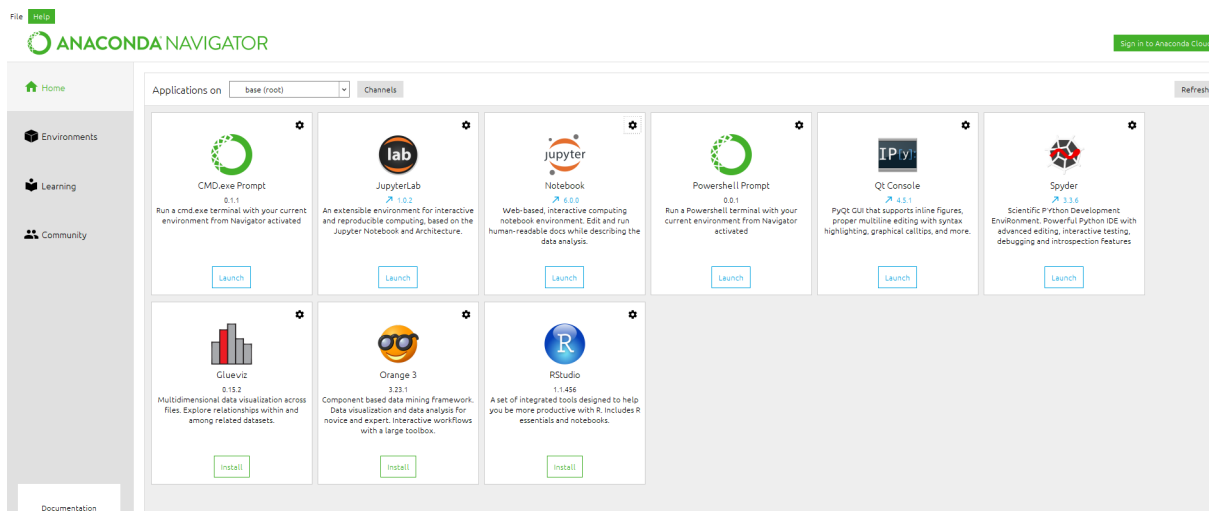 File Help
ANACONDA NAVIGATOR
Sign in to Anaconda Cloud
Home
Environments
Learning
Community
Documentation
Applications on base (root) Channels
Refresh
CMD.exe Prompt
0.1.1
Run a cmd.exe terminal with your current
environment from Navigator activated
Launch
lab
JupyterLab
1.0.2
An extensible environment for interactive
and reproducible computing, based on the
Jupyter Notebook and Architecture.
Launch
jupyter
Notebook
6.0.0
Web-based, interactive computing
notebook environment. Edit and run
human-readable docs while describing the
data analysis.
Launch
Powershell Prompt
0.0.1
Run a Powershell terminal with your
current environment from Navigator
activated
Launch
IP[y]:
Qt Console
4.5.1
PyQt GUI that supports inline figures,
proper multiline editing with syntax
highlighting, graphical calltips, and more.
Launch
Spyder
3.3.6
Scientific PYthon Development
EnviRonment. Powerful Python IDE with
advanced editing, interactive testing,
debugging and introspection features
Launch
Glueviz
0.15.2
Multidimensional data visualization across
files. Explore relationships within and
among related datasets.
Install
Orange 3
3.23.1
Component based data mining framework.
Data visualization and data analysis for
novice and expert. Interactive workflows
with a large toolbox.
Install
R
RStudio
1.1.456
A set of integrated tools designed to help
you be more productive with R. Includes R
essentials and notebooks.
Install